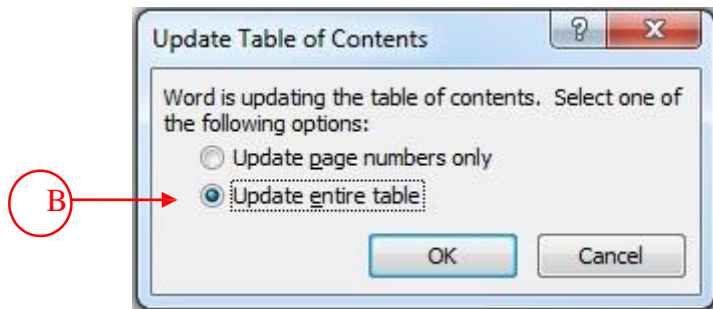 Update Table of Contents
Word is updating the table of contents. Select one of
the following options:
Update page numbers only
B
Update entire table
OK Cancel